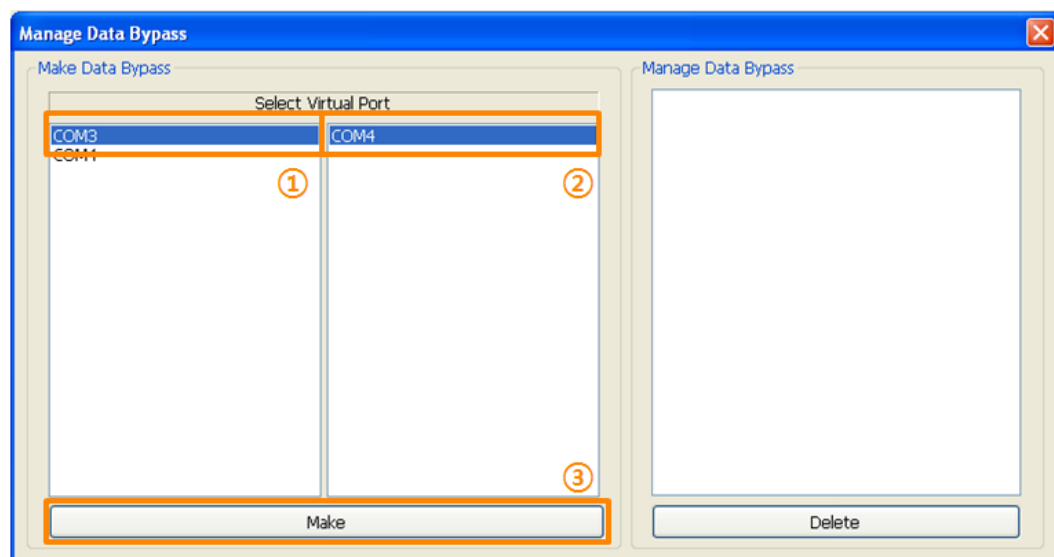 Manage Data Bypass
Make Data Bypass
Select Virtual Port
COM3
COM4
①
COM4
②
③
Make
Manage Data Bypass
Delete